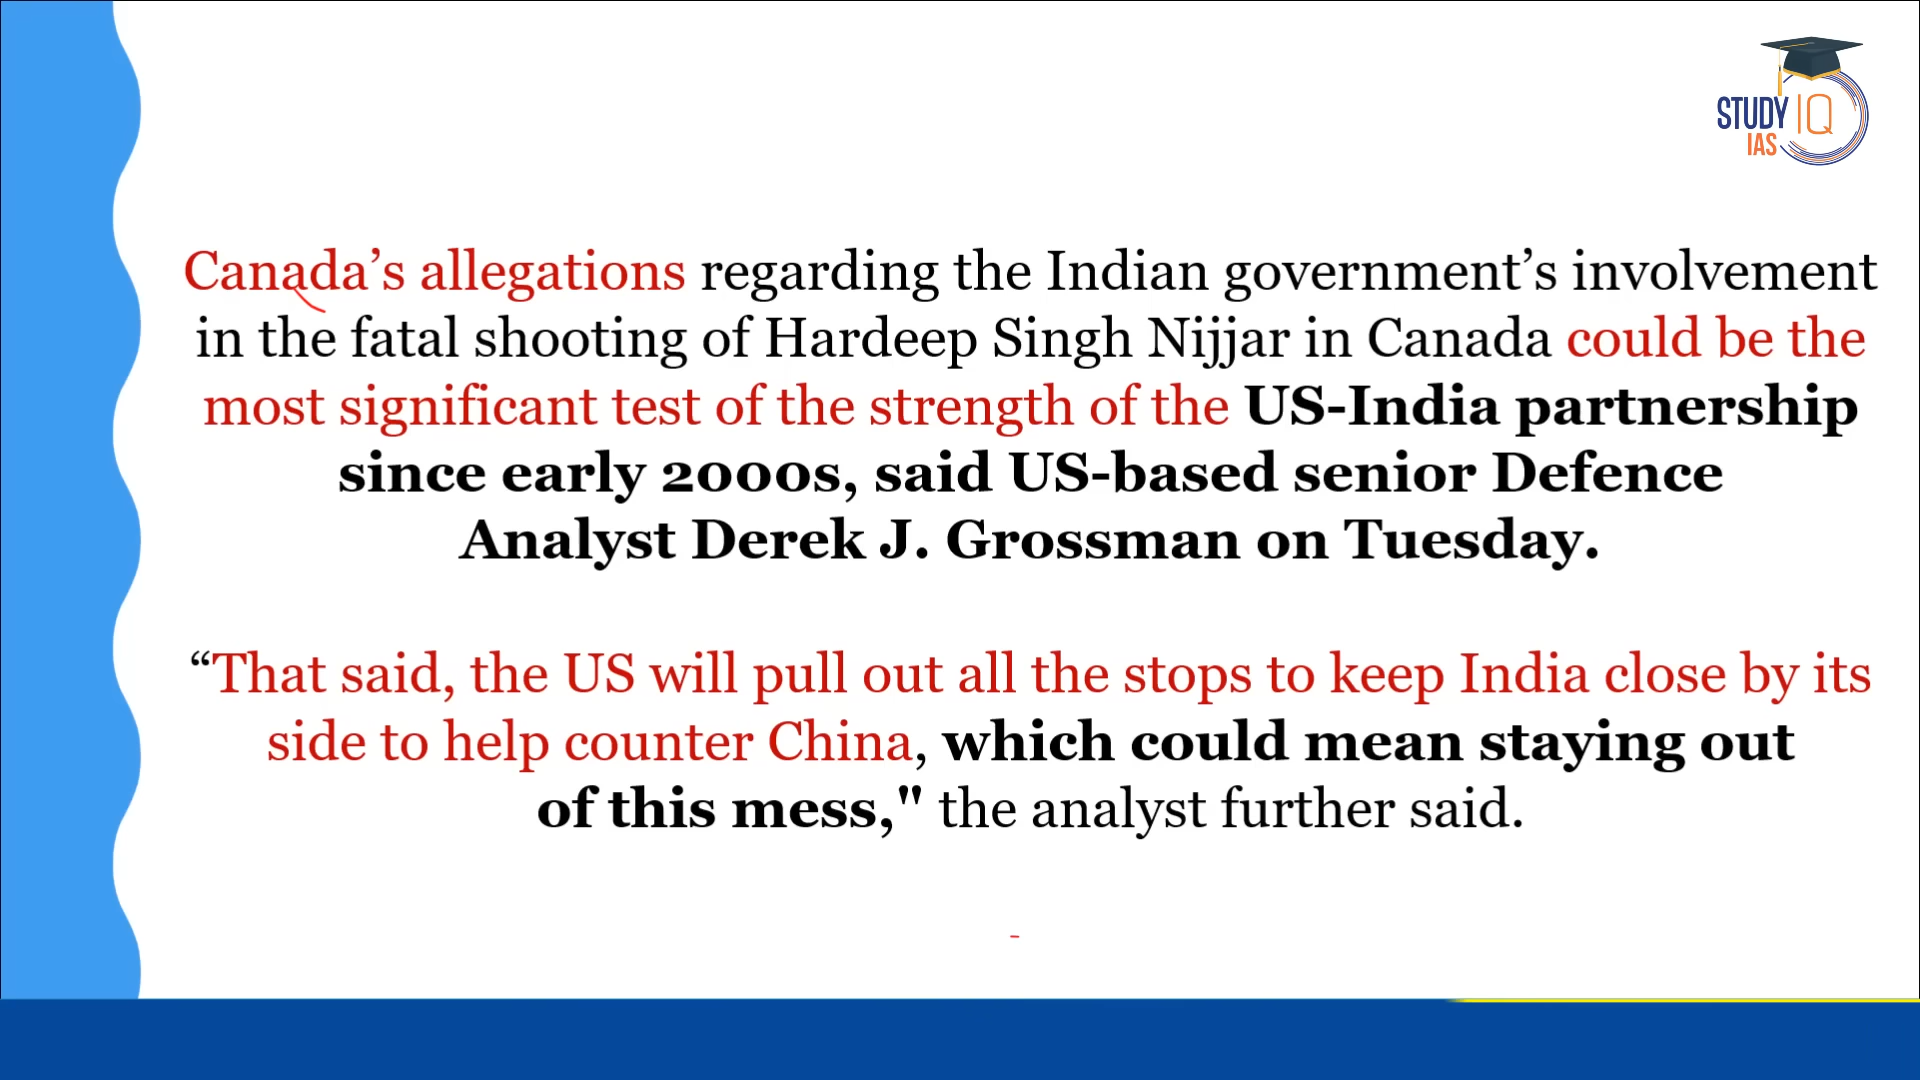 STUDY IQ
IAS
Canada’s allegations regarding the Indian government’s involvement
in the fatal shooting of Hardeep Singh Nijjar in Canada could be the
most significant test of the strength of the US-India partnership
since early 2000s, said US-based senior Defence
Analyst Derek J. Grossman on Tuesday.
“That said, the US will pull out all the stops to keep India close by its
side to help counter China, which could mean staying out
of this mess," the analyst further said.